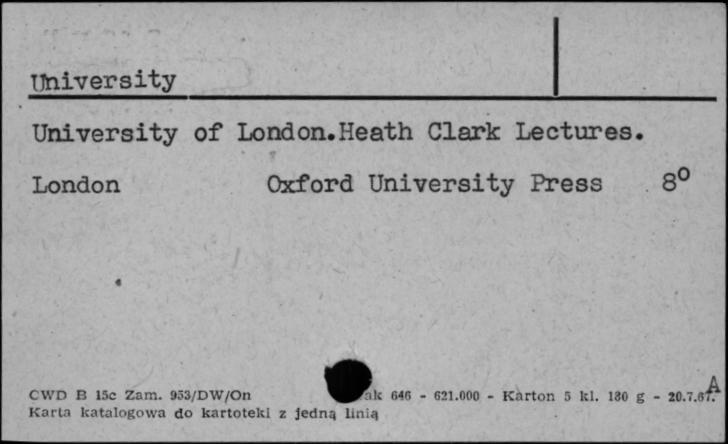 University
University of London.Heath Clark Lectures.
London Oxford University Press 8⁰
CWD B 15c Zam. 953/DW/On ak 646 - 621.000 - Karton 5 kl. 180 g - 20.7.67.
A
Karta katalogowa do kartoteki z jedną linią